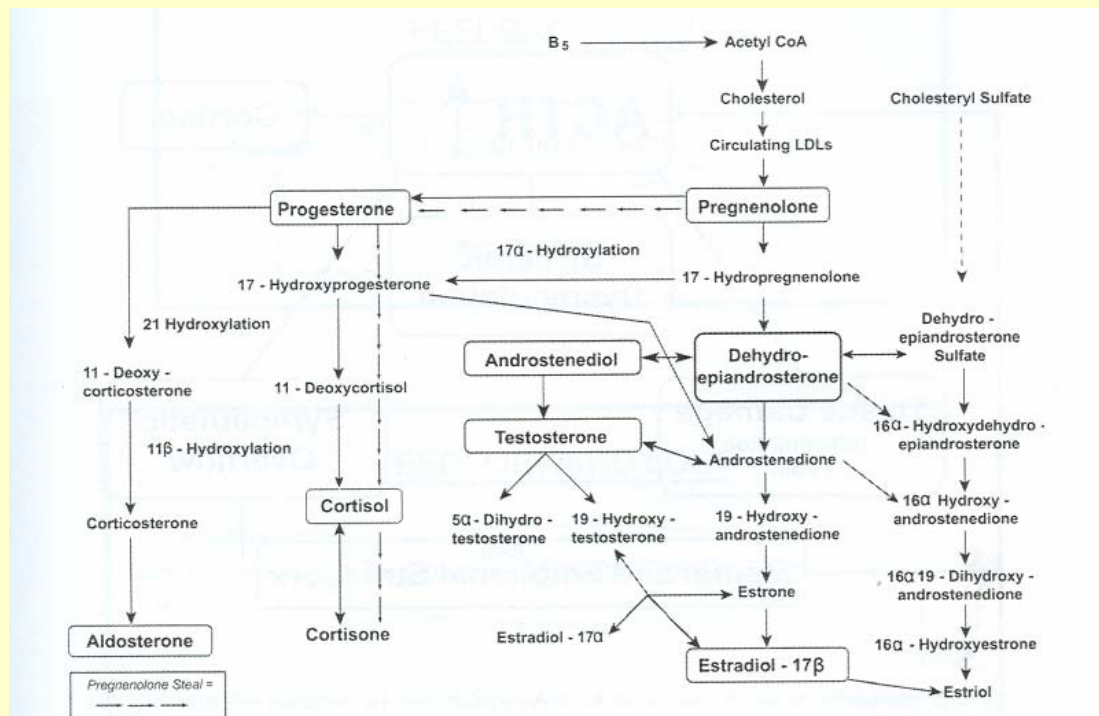 B5
Acetyl CoA
Cholesterol
Cholesteryl Sulfate
Circulating LDLs
Progesterone
Pregnenolone
17α - Hydroxylation
17 - Hydroxyprogesterone
17 - Hydropregnenolone
21 Hydroxylation
Dehydro -
epiandrosterone
Sulfate
Androstenediol
Dehydro-
epiandrosterone
11 - Deoxy -
corticosterone
11 - Deoxycortisol
16α - Hydroxydehydro -
epiandrosterone
Testosterone
11β - Hydroxylation
Androstenedione
Cortisol
16α Hydroxy -
androstenedione
Corticosterone
5α - Dihydro -
testosterone
19 - Hydroxy -
testosterone
19 - Hydroxy -
androstenedione
16α 19 - Dihydroxy -
androstenedione
Estrone
Aldosterone
Cortisone
Estradiol - 17α
16α - Hydroxyestrone
Estradiol - 17β
Estriol
Pregnenolone Steal =